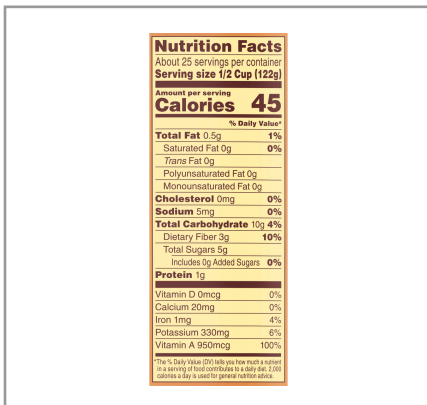 Nutrition Facts
About 25 servings per container
Serving size 1/2 Cup (122g)
Amount per serving
Calories 45
% Daily Value*
Total Fat 0.5g 1%
Saturated Fat 0g 0%
Trans Fat 0g
Polyunsaturated Fat 0g
Monounsaturated Fat 0g
Cholesterol 0mg 0%
Sodium 5mg 0%
Total Carbohydrate 10g 4%
Dietary Fiber 3g 10%
Total Sugars 5g
Includes 0g Added Sugars 0%
Protein 1g
Vitamin D 0mcg 0%
Calcium 20mg 0%
Iron 1mg 4%
Potassium 330mg 6%
Vitamin A 950mcg 100%
*The % Daily Value (DV) tells you how much a nutrient
in a serving of food contributes to a daily diet. 2,000
calories a day is used for general nutrition advice.